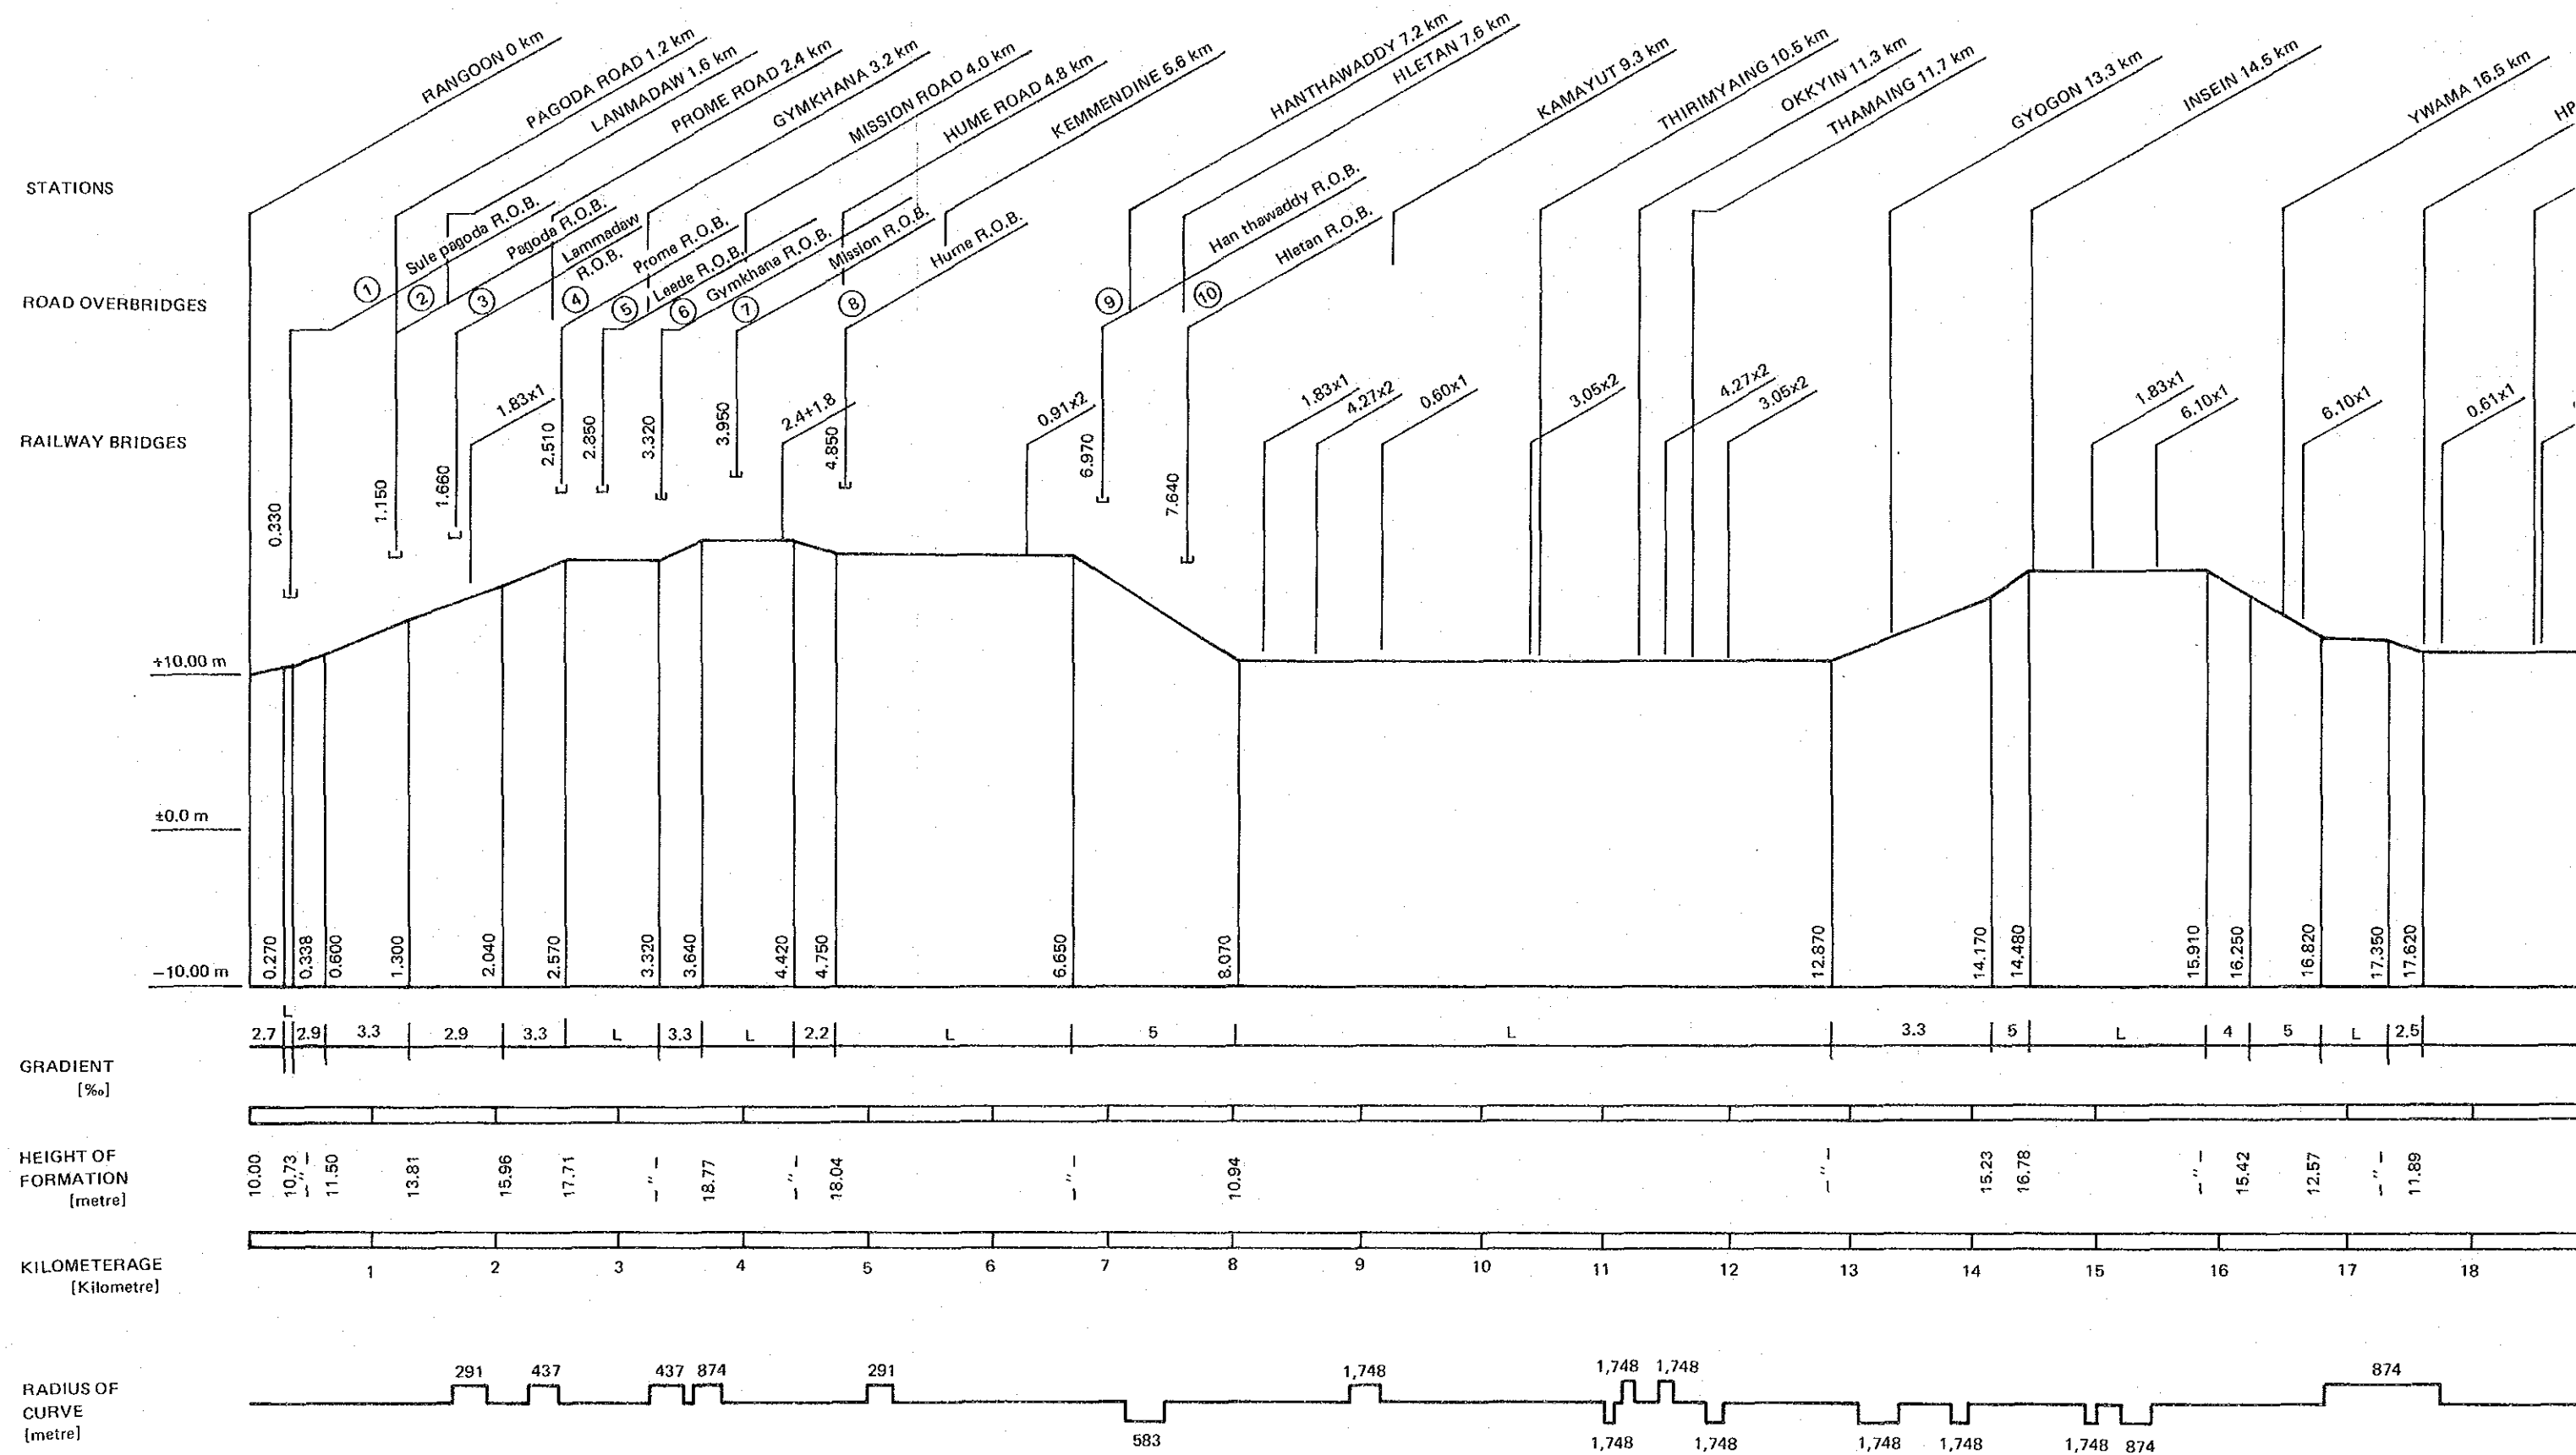 RANGOON 0 km
PAGODA ROAD 1.2 km
LANMADAW 1.6 km
PROME ROAD 2.4 km
GYMKHANA 3.2 km
MISSION ROAD 4.0 km
HUME ROAD 4.8 km
KEMMENDINE 5.6 km
HANTHAWADDY 7.2 km
HLETAN 7.6 km
KAMAYUT 9.3 km
THIRIMYAING 10.5 km
OKKYIN 11.3 km
THAMAING 11.7 km
GYOGON 13.3 km
INSEIN 14.5 km
YWAMA 16.5 km
HP
STATIONS
ROAD OVERBRIDGES
1 Sule pagoda R.O.B.
2 Pagoda R.O.B.
3 Lammadaw
R.O.B.
4 Prome R.O.B.
5 Leede R.O.B.
6 Gymkhana R.O.B.
7 Mission R.O.B.
8 Hume R.O.B.
9 Han thawaddy R.O.B.
10 Hletan R.O.B.
RAILWAY BRIDGES
1.83x1 2.4+1.8 0.91x2 1.83x1 4.27x2 0.60x1 3.05x2 4.27x2 3.05x2 1.83x1 6.10x1 6.10x1 0.61x1
0.330 1.150 1.660 2.510 2.850 3.320 3.950 4.850 6.970 7.640
+10.00 m
±0.0 m
−10.00 m
0.270 0.338 0.600 1.300 2.040 2.570 3.320 3.640 4.420 4.750 6.650 8.070 12.870 14.170 14.480 15.910 16.250 16.820 17.350 17.620
L
2.7 2.9 3.3 2.9 3.3 L 3.3 L 2.2 L 5 L 3.3 5 L 4 5 L 2.5
GRADIENT
[‰]
HEIGHT OF
FORMATION
[metre]
10.00 10.73 –"– 11.50 13.81 15.96 17.71 –"– 18.77 –"– 18.04 –"– 10.94 –"– 15.23 16.78 –"– 15.42 12.57 –"– 11.89
KILOMETERAGE
[Kilometre]
1 2 3 4 5 6 7 8 9 10 11 12 13 14 15 16 17 18
RADIUS OF
CURVE
[metre]
291 437 437 874 291 1,748 1,748 1,748 874
583 1,748 1,748 1,748 1,748 1,748 874